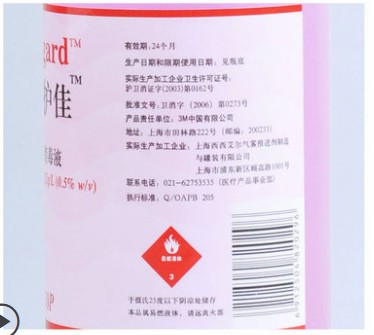 gard™
护佳™
消毒液
(0.5% w/v)
有效期：24个月
生产日期和限期使用日期：见瓶底
实际生产加工企业卫生许可证号：
沪卫消证字(2003)第0162号
批准文号：卫消字（2006）第0273号
产品责任单位：3M中国有限公司
地址：上海市田林路222号（邮编：200233）
实际生产加工企业：上海西西艾尔气雾推进剂制造
与灌装有限公司
上海市浦东新区杨高北路1001号
联系电话：021-62753535（医疗产品事业部）
执行标准：Q/OAPB 205
易燃液体
3
于摄氏25度以下阴凉处储存
本品属易燃液体，请远离火源
6912504820296